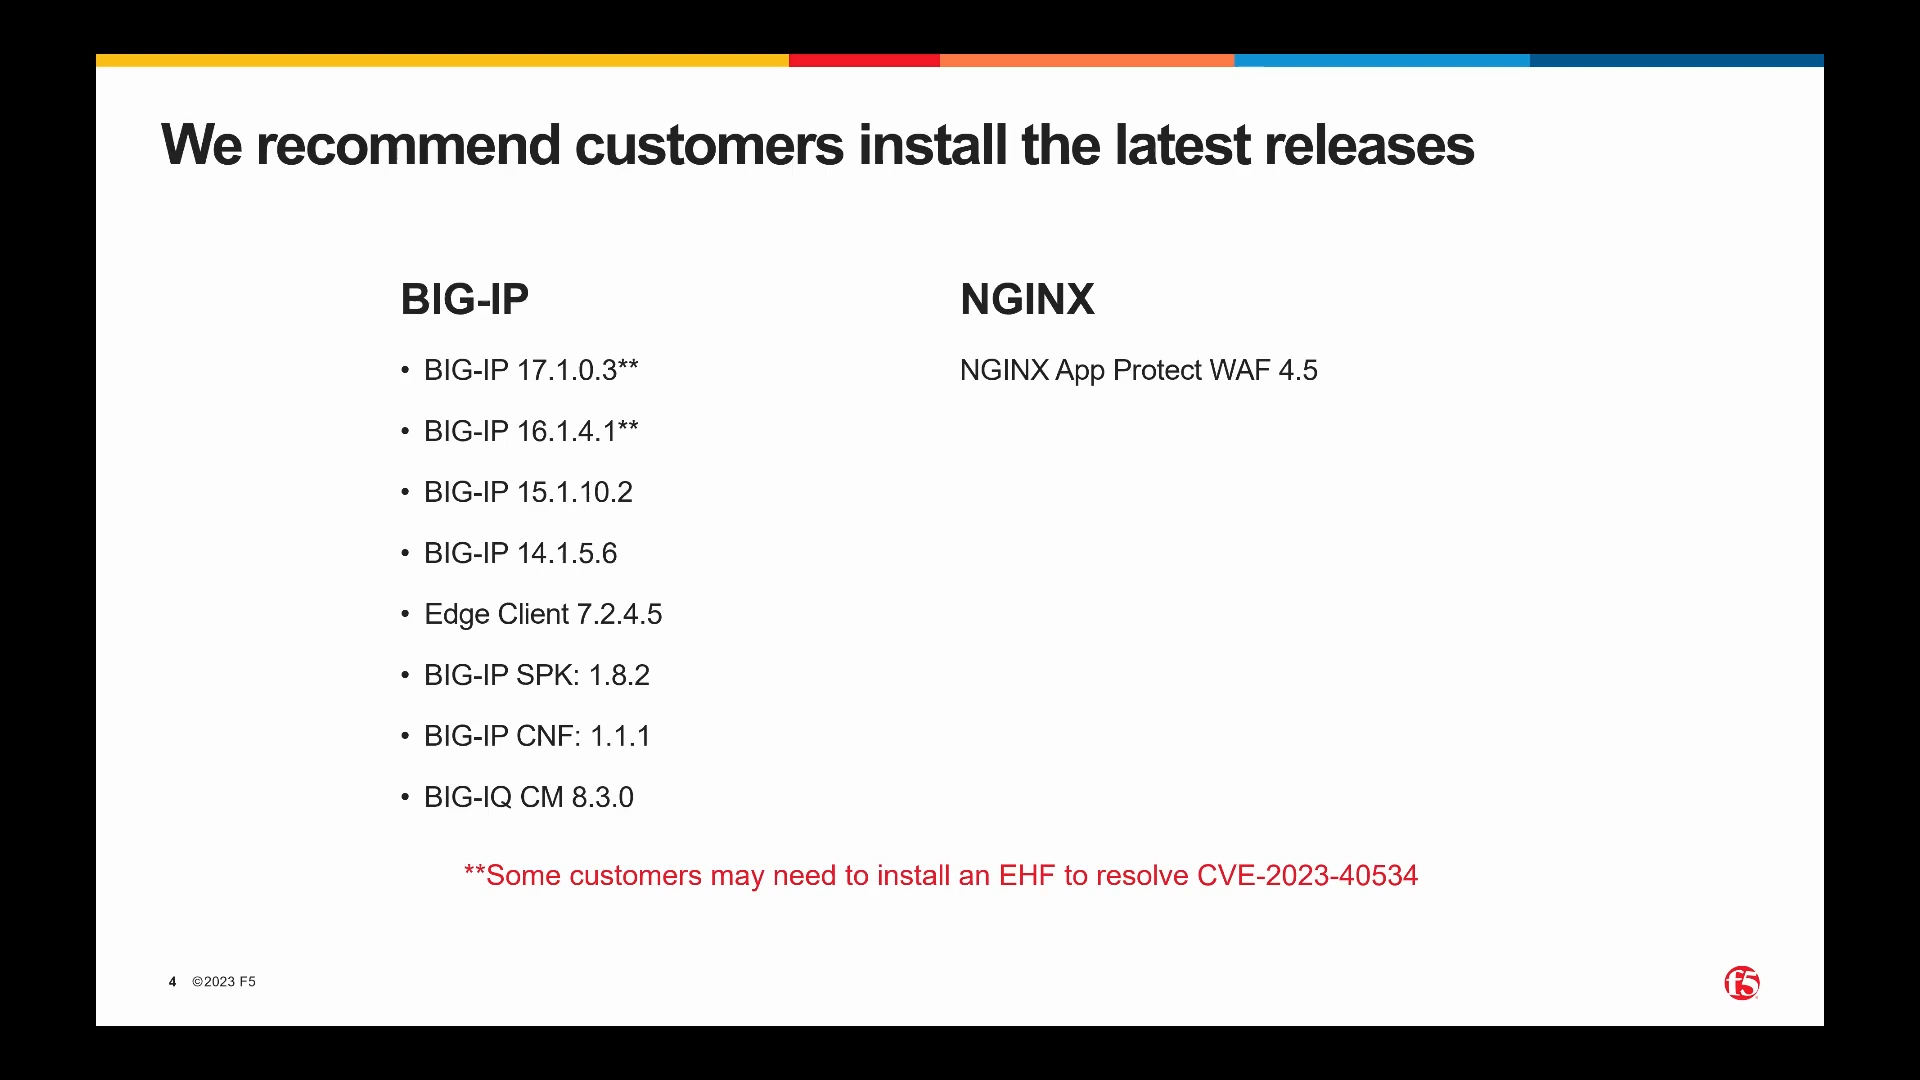 We recommend customers install the latest releases
BIG-IP
• BIG-IP 17.1.0.3**
• BIG-IP 16.1.4.1**
• BIG-IP 15.1.10.2
• BIG-IP 14.1.5.6
• Edge Client 7.2.4.5
• BIG-IP SPK: 1.8.2
• BIG-IP CNF: 1.1.1
• BIG-IQ CM 8.3.0
NGINX
NGINX App Protect WAF 4.5
**Some customers may need to install an EHF to resolve CVE-2023-40534
4 ©2023 F5
f5